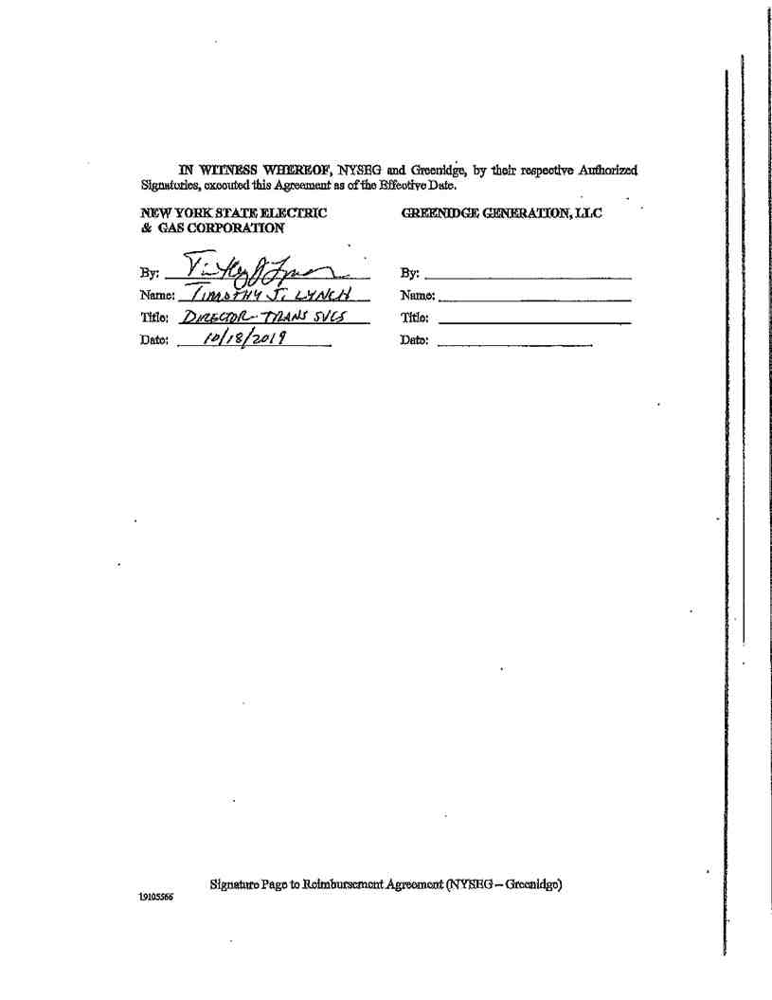 IN WITNESS WHEREOF, NYSEG and Greenidge, by their respective Authorized
Signatories, executed this Agreement as of the Effective Date.
NEW YORK STATE ELECTRIC
& GAS CORPORATION
By: Timothy J Lynch
Name: TIMOTHY J. LYNCH
Title: DIRECTOR - TRANS SVCS
Date: 10/18/2019
GREENIDGE GENERATION, LLC
By:
Name:
Title:
Date:
Signature Page to Reimbursement Agreement (NYSEG – Greenidge)
19105566